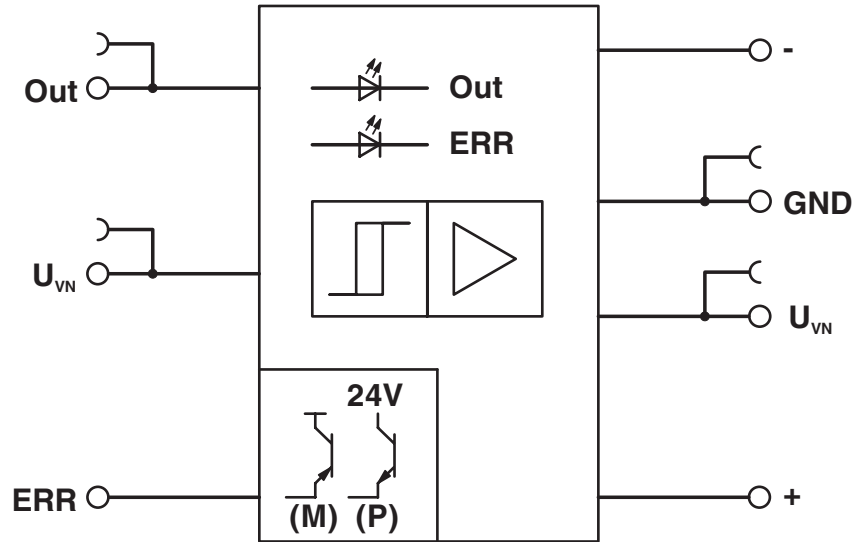 Out
Out
-
ERR
GND
U_VN
U_VN
24V
(M) (P)
ERR
+